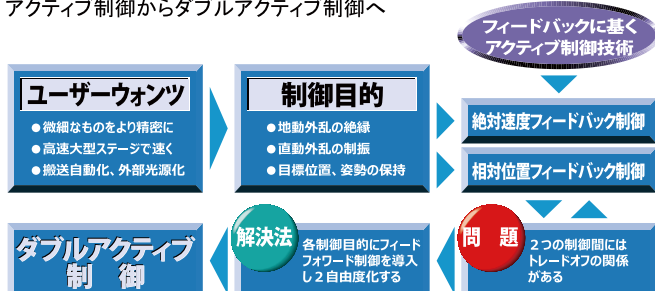 アクティブ制御からダブルアクティブ制御へ
フィードバックに基く
アクティブ制御技術
ユーザーウォンツ
●微細なものをより精密に
●高速大型ステージで速く
●搬送自動化、外部光源化
制御目的
●地動外乱の絶縁
●直動外乱の制振
●目標位置、姿勢の保持
絶対速度フィードバック制御
相対位置フィードバック制御
問 題
２つの制御間には
トレードオフの関係
がある
解決法
各制御目的にフィード
フォワード制御を導入
し２自由度化する
ダブルアクティブ
制 御